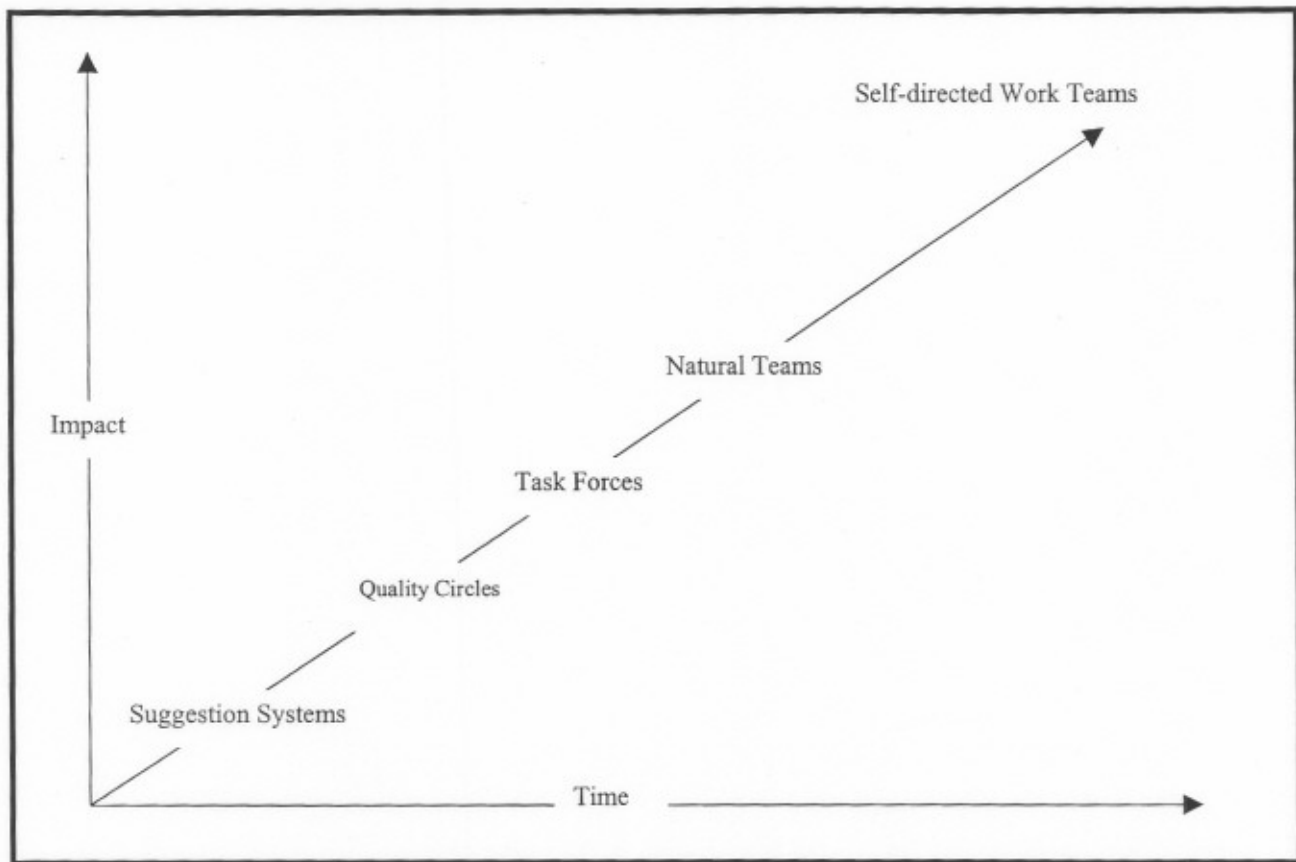 Self-directed Work Teams
Natural Teams
Impact
Task Forces
Quality Circles
Suggestion Systems
Time